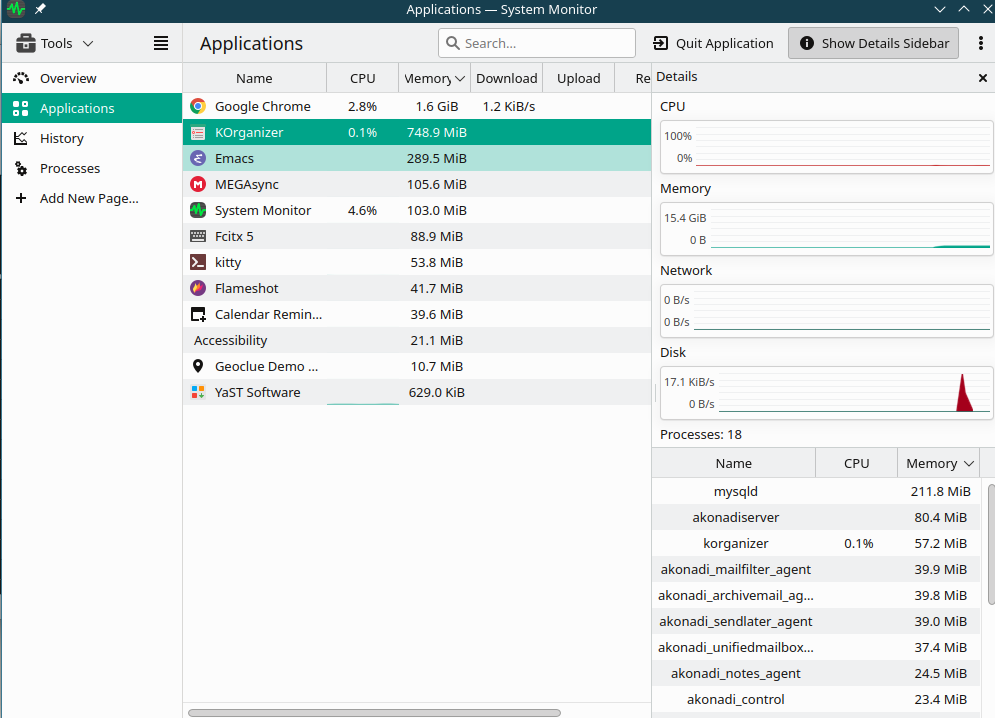 Applications — System Monitor
Tools
Applications
Search...
Quit Application
Show Details Sidebar
Overview
Applications
History
Processes
Add New Page...
Name CPU Memory Download Upload Re
Google Chrome 2.8% 1.6 GiB 1.2 KiB/s
KOrganizer 0.1% 748.9 MiB
Emacs 289.5 MiB
MEGAsync 105.6 MiB
System Monitor 4.6% 103.0 MiB
Fcitx 5 88.9 MiB
kitty 53.8 MiB
Flameshot 41.7 MiB
Calendar Remin... 39.6 MiB
Accessibility 21.1 MiB
Geoclue Demo ... 10.7 MiB
YaST Software 629.0 KiB
Details
CPU
100%
0%
Memory
15.4 GiB
0 B
Network
0 B/s
0 B/s
Disk
17.1 KiB/s
0 B/s
Processes: 18
Name CPU Memory
mysqld 211.8 MiB
akonadiserver 80.4 MiB
korganizer 0.1% 57.2 MiB
akonadi_mailfilter_agent 39.9 MiB
akonadi_archivemail_ag... 39.8 MiB
akonadi_sendlater_agent 39.0 MiB
akonadi_unifiedmailbox... 37.4 MiB
akonadi_notes_agent 24.5 MiB
akonadi_control 23.4 MiB